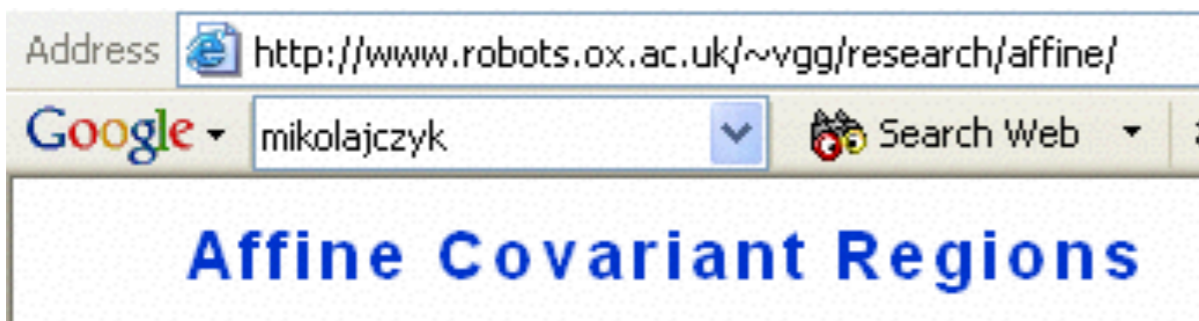 Address http://www.robots.ox.ac.uk/~vgg/research/affine/
Google mikolajczyk Search Web
Affine Covariant Regions